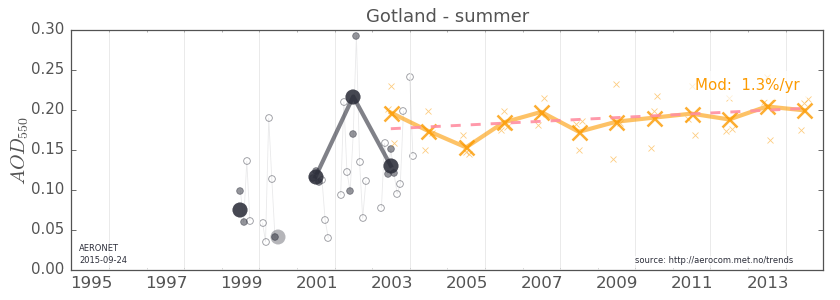 Gotland - summer
0.30
0.25
0.20
0.15
0.10
0.05
0.00
AOD550
Mod: 1.3%/yr
AERONET
2015-09-24
source: http://aerocom.met.no/trends
1995 1997 1999 2001 2003 2005 2007 2009 2011 2013